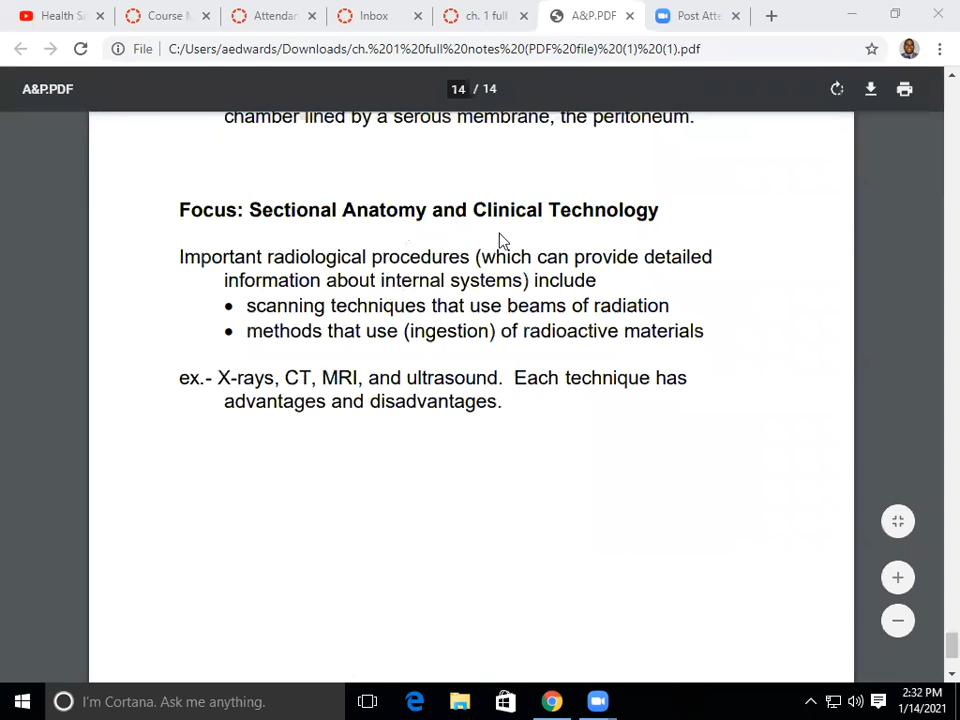 Health Sa
Course M
Attendan
Inbox
ch. 1 full
A&P.PDF
Post Atte
File C:/Users/aedwards/Downloads/ch.%201%20full%20notes%20(PDF%20file)%20(1)%20(1).pdf
A&P.PDF
14 / 14
chamber lined by a serous membrane, the peritoneum.
Focus: Sectional Anatomy and Clinical Technology
Important radiological procedures (which can provide detailed
information about internal systems) include
• scanning techniques that use beams of radiation
• methods that use (ingestion) of radioactive materials
ex.- X-rays, CT, MRI, and ultrasound. Each technique has
advantages and disadvantages.
I'm Cortana. Ask me anything.
2:32 PM
1/14/2021